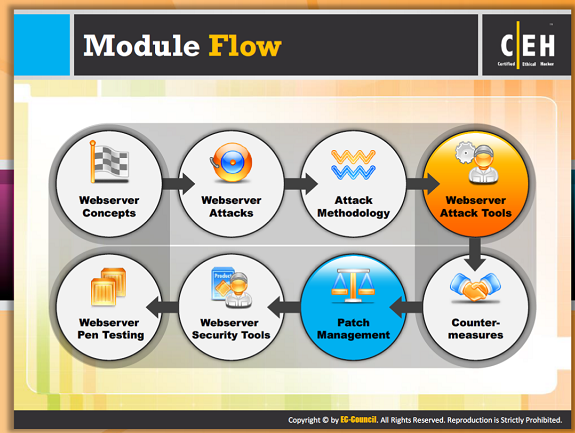 Module Flow
C|EH
™
Certified Ethical Hacker
Webserver
Concepts
Webserver
Attacks
Attack
Methodology
Webserver
Attack Tools
Webserver
Pen Testing
Product
Webserver
Security Tools
Patch
Management
Counter-
measures
Copyright © by EC-Council. All Rights Reserved. Reproduction is Strictly Prohibited.